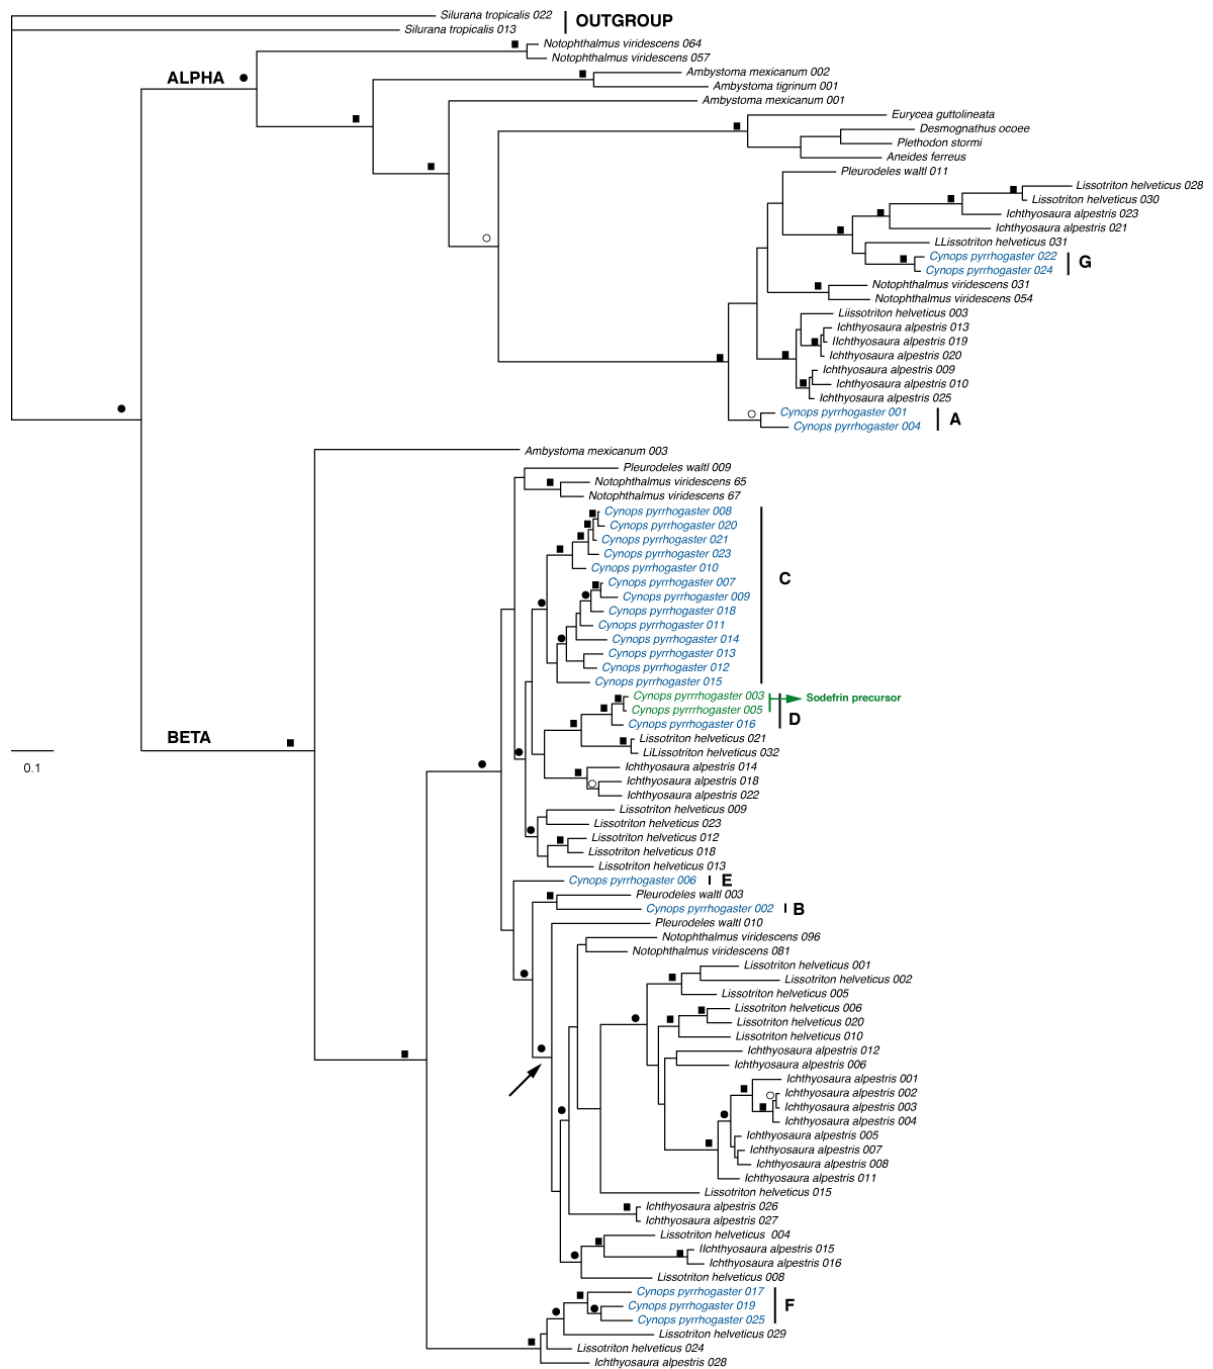 Silurana tropicalis 022
OUTGROUP
Silurana tropicalis 013
Notophthalmus viridescens 064
Notophthalmus viridescens 057
ALPHA
Ambystoma mexicanum 002
Ambystoma tigrinum 001
Ambystoma mexicanum 001
Eurycea guttolineata
Desmognathus ocoee
Plethodon stormi
Aneides ferreus
Pleurodeles waltl 011
Lissotriton helveticus 028
Lissotriton helveticus 030
Ichthyosaura alpestris 023
Ichthyosaura alpestris 021
LLissotriton helveticus 031
Cynops pyrrhogaster 022
G
Cynops pyrrhogaster 024
Notophthalmus viridescens 031
Notophthalmus viridescens 054
Liissotriton helveticus 003
Ichthyosaura alpestris 013
IIchthyosaura alpestris 019
Ichthyosaura alpestris 020
Ichthyosaura alpestris 009
Ichthyosaura alpestris 010
Ichthyosaura alpestris 025
Cynops pyrrhogaster 001
A
Cynops pyrrhogaster 004
Ambystoma mexicanum 003
Pleurodeles waltl 009
Notophthalmus viridescens 65
Notophthalmus viridescens 67
Cynops pyrrhogaster 008
Cynops pyrrhogaster 020
Cynops pyrrhogaster 021
Cynops pyrrhogaster 023
Cynops pyrrhogaster 010
C
Cynops pyrrhogaster 007
Cynops pyrrhogaster 009
Cynops pyrrhogaster 018
Cynops pyrrhogaster 011
Cynops pyrrhogaster 014
Cynops pyrrhogaster 013
Cynops pyrrhogaster 012
Cynops pyrrhogaster 015
Cynops pyrrrhogaster 003
Sodefrin precursor
Cynops pyrrrhogaster 005
D
Cynops pyrrhogaster 016
BETA
Lissotriton helveticus 021
LiLissotriton helveticus 032
0.1
Ichthyosaura alpestris 014
Ichthyosaura alpestris 018
Ichthyosaura alpestris 022
Lissotriton helveticus 009
Lissotriton helveticus 023
Lissotriton helveticus 012
Lissotriton helveticus 018
Lissotriton helveticus 013
Cynops pyrrhogaster 006
E
Pleurodeles waltl 003
Cynops pyrrhogaster 002
B
Pleurodeles waltl 010
Notophthalmus viridescens 096
Notophthalmus viridescens 081
Lissotriton helveticus 001
Lissotriton helveticus 002
Lissotriton helveticus 005
Lissotriton helveticus 006
Lissotriton helveticus 020
Lissotriton helveticus 010
Ichthyosaura alpestris 012
Ichthyosaura alpestris 006
Ichthyosaura alpestris 001
Ichthyosaura alpestris 002
Ichthyosaura alpestris 003
Ichthyosaura alpestris 004
Ichthyosaura alpestris 005
Ichthyosaura alpestris 007
Ichthyosaura alpestris 008
Ichthyosaura alpestris 011
Lissotriton helveticus 015
Ichthyosaura alpestris 026
Ichthyosaura alpestris 027
Lissotriton helveticus 004
IIchthyosaura alpestris 015
Ichthyosaura alpestris 016
Lissotriton helveticus 008
Cynops pyrrhogaster 017
Cynops pyrrhogaster 019
F
Cynops pyrrhogaster 025
Lissotriton helveticus 029
Lissotriton helveticus 024
Ichthyosaura alpestris 028